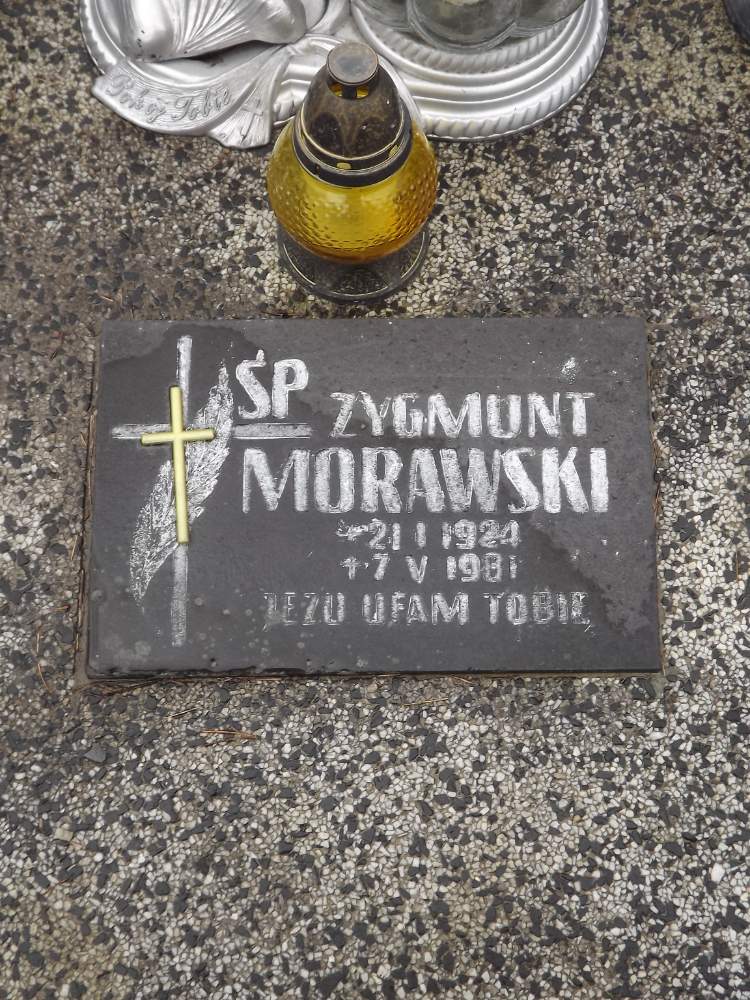 Pokój Tobie
ŚP
ZYGMUNT
MORAWSKI
*21 I 1924
+7 V 1981
JEZU UFAM TOBIE